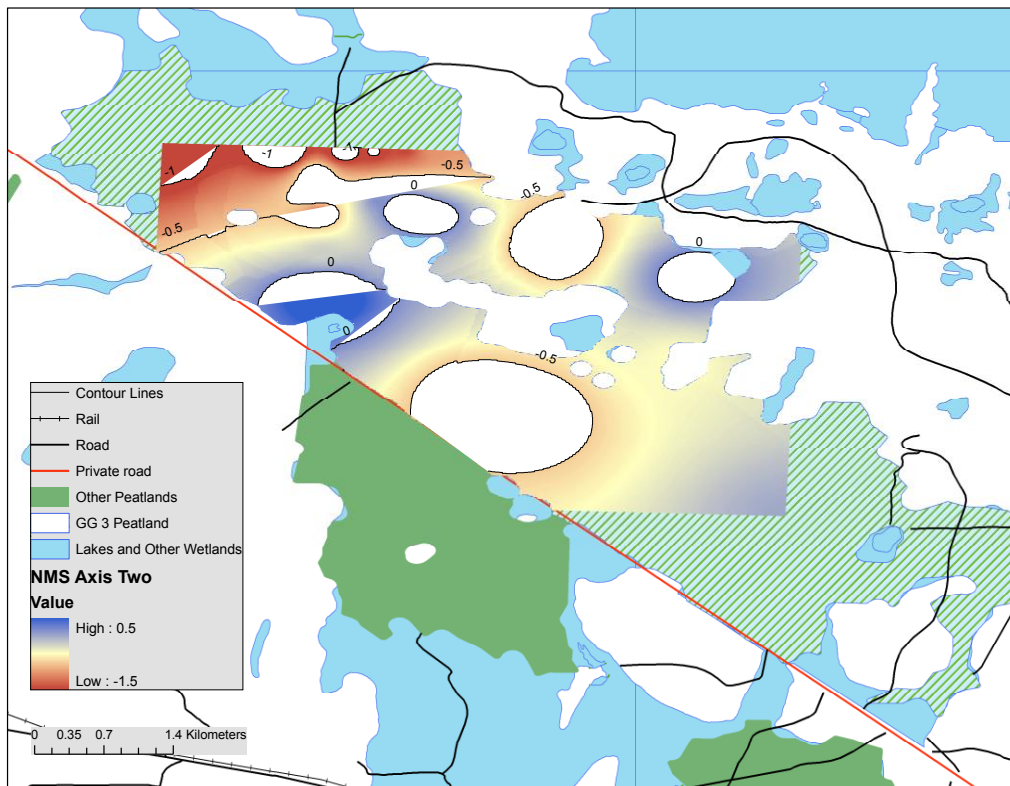 -1
-1
-1
-0.5
0
-0.5
-0.5
0
0
0
-0.5
Contour Lines
Rail
Road
Private road
Other Peatlands
GG 3 Peatland
Lakes and Other Wetlands
NMS Axis Two
Value
High : 0.5
Low : -1.5
0 0.35 0.7 1.4 Kilometers